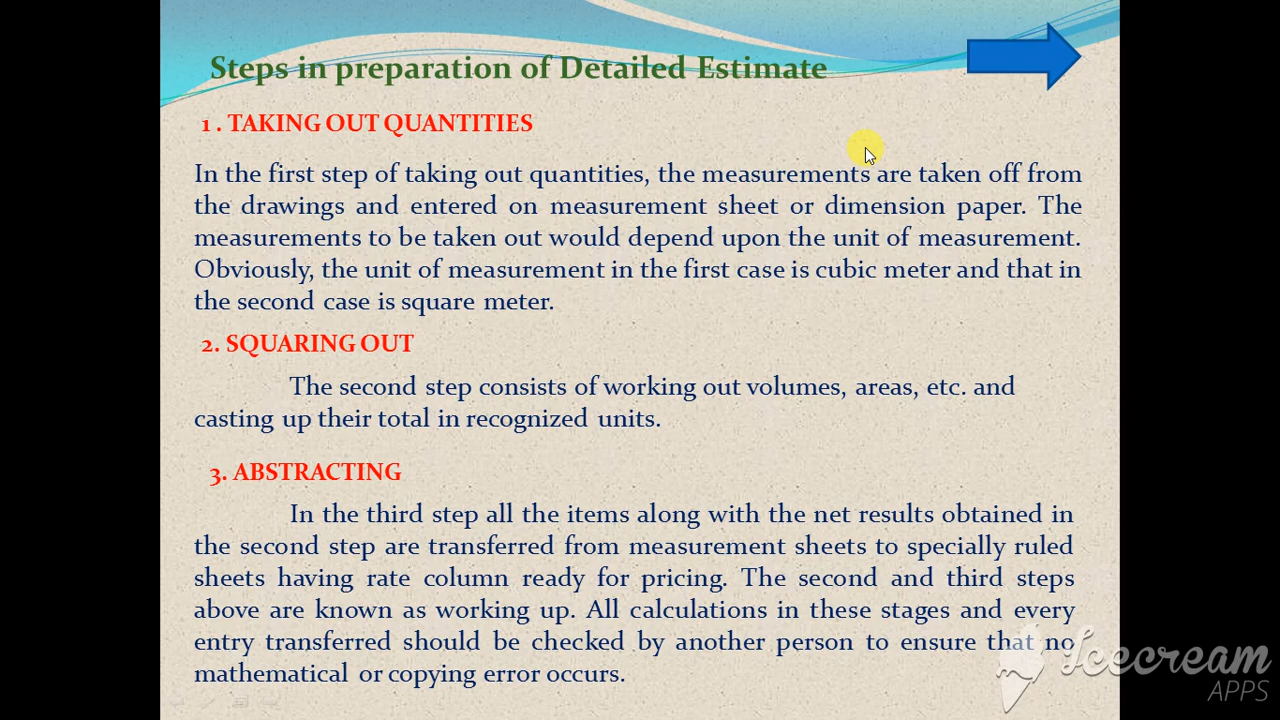 Steps in preparation of Detailed Estimate
1 . TAKING OUT QUANTITIES
In the first step of taking out quantities, the measurements are taken off from
the drawings and entered on measurement sheet or dimension paper. The
measurements to be taken out would depend upon the unit of measurement.
Obviously, the unit of measurement in the first case is cubic meter and that in
the second case is square meter.
2. SQUARING OUT
The second step consists of working out volumes, areas, etc. and
casting up their total in recognized units.
3. ABSTRACTING
In the third step all the items along with the net results obtained in
the second step are transferred from measurement sheets to specially ruled
sheets having rate column ready for pricing. The second and third steps
above are known as working up. All calculations in these stages and every
entry transferred should be checked by another person to ensure that no
mathematical or copying error occurs.
Icecream
APPS